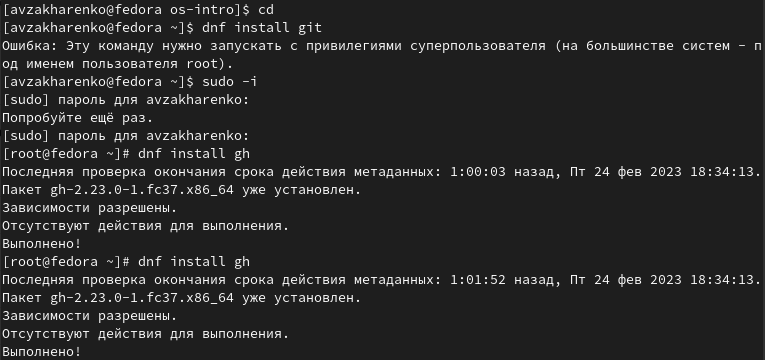 [avzakharenko@fedora os-intro]$ cd
[avzakharenko@fedora ~]$ dnf install git
Ошибка: Эту команду нужно запускать с привилегиями суперпользователя (на большинстве систем - п
од именем пользователя root).
[avzakharenko@fedora ~]$ sudo -i
[sudo] пароль для avzakharenko:
Попробуйте ещё раз.
[sudo] пароль для avzakharenko:
[root@fedora ~]# dnf install gh
Последняя проверка окончания срока действия метаданных: 1:00:03 назад, Пт 24 фев 2023 18:34:13.
Пакет gh-2.23.0-1.fc37.x86_64 уже установлен.
Зависимости разрешены.
Отсутствуют действия для выполнения.
Выполнено!
[root@fedora ~]# dnf install gh
Последняя проверка окончания срока действия метаданных: 1:01:52 назад, Пт 24 фев 2023 18:34:13.
Пакет gh-2.23.0-1.fc37.x86_64 уже установлен.
Зависимости разрешены.
Отсутствуют действия для выполнения.
Выполнено!